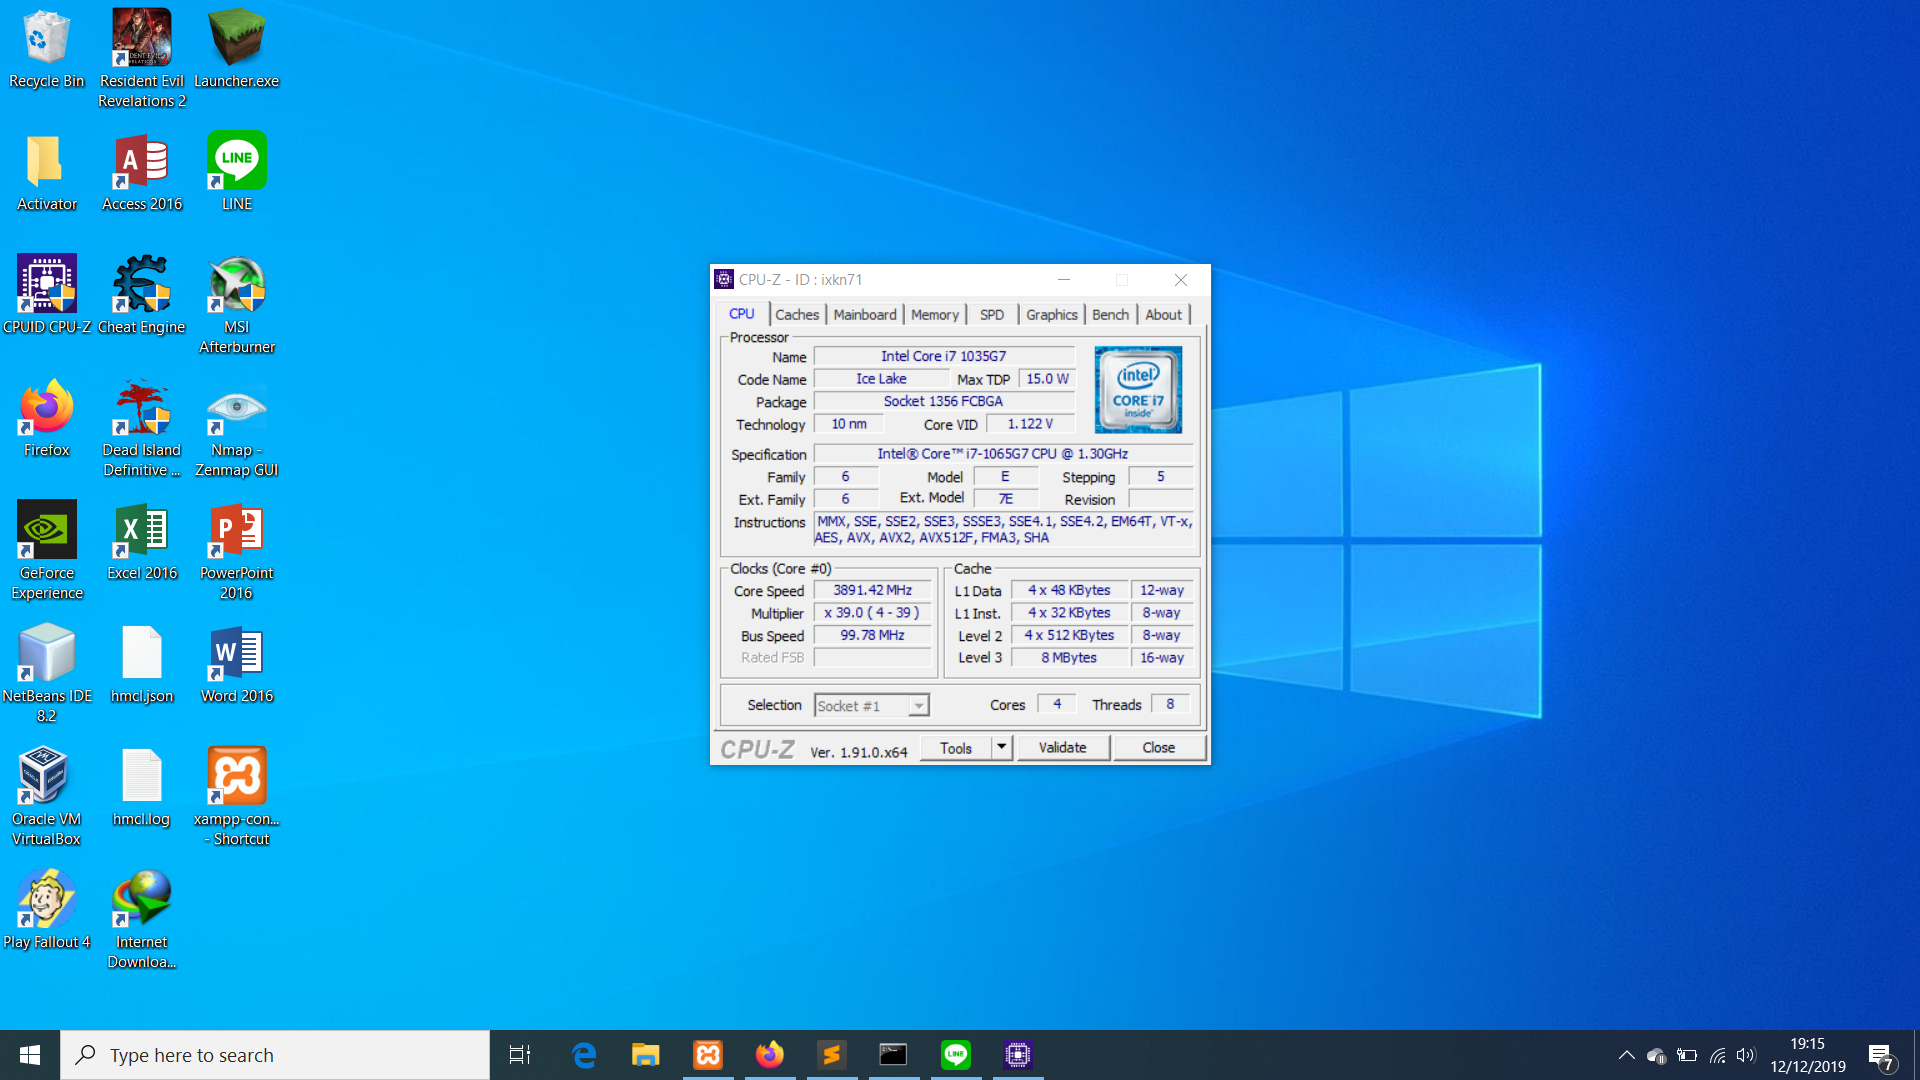 Recycle Bin
Resident Evil
Revelations 2
Launcher.exe
Activator
Access 2016
LINE
LINE
CPUID CPU-Z
Cheat Engine
MSI
Afterburner
Firefox
Dead Island
Definitive ...
Nmap -
Zenmap GUI
GeForce
Experience
Excel 2016
PowerPoint
2016
NetBeans IDE
8.2
hmcl.json
Word 2016
Oracle VM
VirtualBox
hmcl.log
xampp-con...
- Shortcut
Play Fallout 4
Internet
Downloa...
CPU-Z - ID : ixkn71
CPU Caches Mainboard Memory SPD Graphics Bench About
Processor
Name Intel Core i7 1035G7
Code Name Ice Lake Max TDP 15.0 W
Package Socket 1356 FCBGA
Technology 10 nm Core VID 1.122 V
intel
CORE i7
inside
Specification Intel® Core™ i7-1065G7 CPU @ 1.30GHz
Family 6 Model E Stepping 5
Ext. Family 6 Ext. Model 7E Revision
Instructions MMX, SSE, SSE2, SSE3, SSSE3, SSE4.1, SSE4.2, EM64T, VT-x,
AES, AVX, AVX2, AVX512F, FMA3, SHA
Clocks (Core #0)
Core Speed 3891.42 MHz
Multiplier x 39.0 ( 4 - 39 )
Bus Speed 99.78 MHz
Rated FSB
Cache
L1 Data 4 x 48 KBytes 12-way
L1 Inst. 4 x 32 KBytes 8-way
Level 2 4 x 512 KBytes 8-way
Level 3 8 MBytes 16-way
Selection Socket #1 Cores 4 Threads 8
CPU-Z Ver. 1.91.0.x64 Tools Validate Close
Type here to search
LINE
19:15
12/12/2019
7